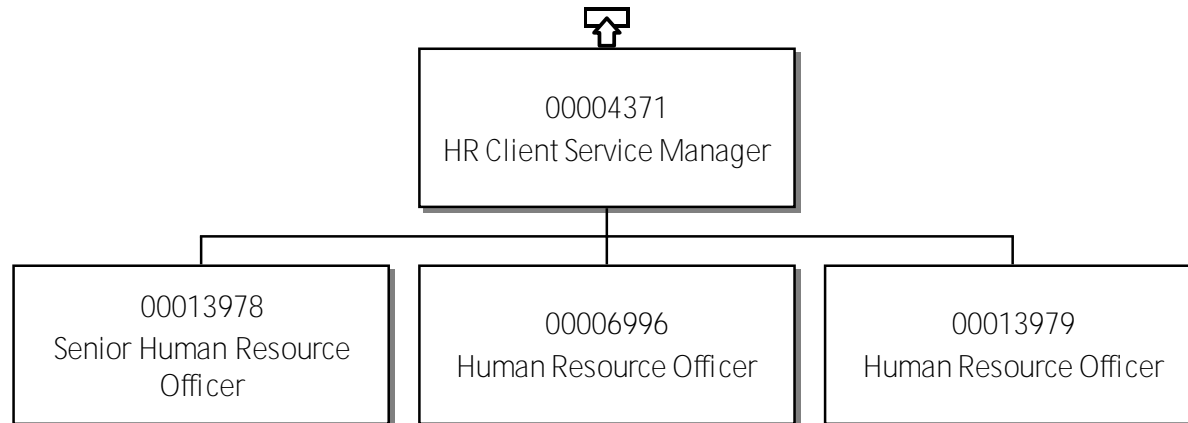 00004371
HR Client Service Manager
00013978
Senior Human Resource
Officer
00006996
Human Resource Officer
00013979
Human Resource Officer